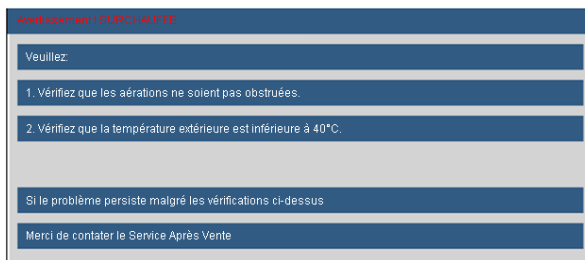 Avertissement ! SURCHAUFFE
Veuillez:
1. Vérifiez que les aérations ne soient pas obstruées.
2. Vérifiez que la température extérieure est inférieure à 40°C.
Si le problème persiste malgré les vérifications ci-dessus
Merci de contater le Service Après Vente